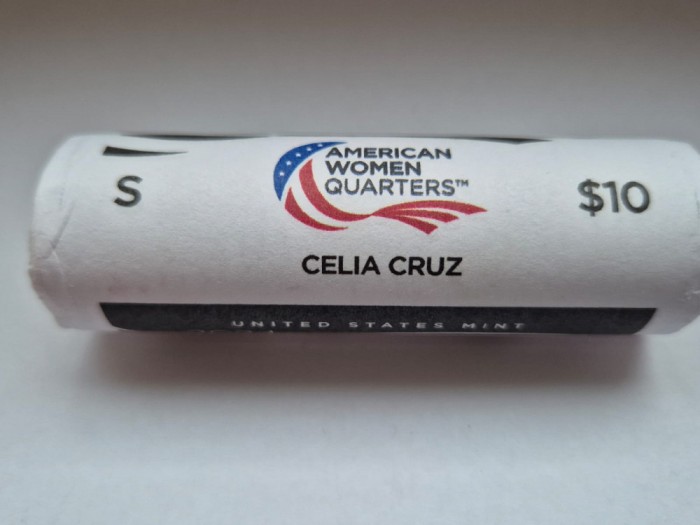 S
AMERICAN
WOMEN
QUARTERS™
$10
CELIA CRUZ
UNITED STATES MINT